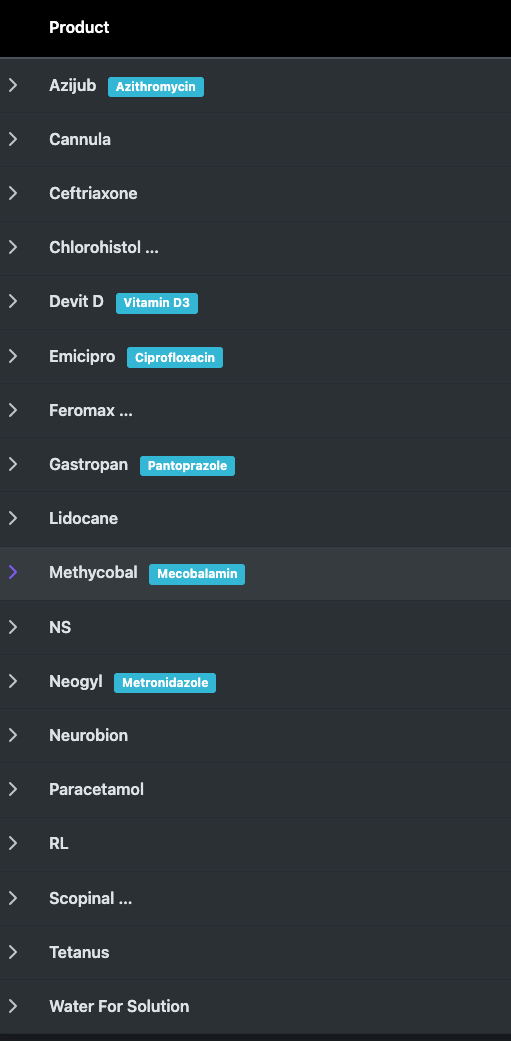 Product
Azijub Azithromycin
Cannula
Ceftriaxone
Chlorohistol ...
Devit D Vitamin D3
Emicipro Ciprofloxacin
Feromax ...
Gastropan Pantoprazole
Lidocane
Methycobal Mecobalamin
NS
Neogyl Metronidazole
Neurobion
Paracetamol
RL
Scopinal ...
Tetanus
Water For Solution